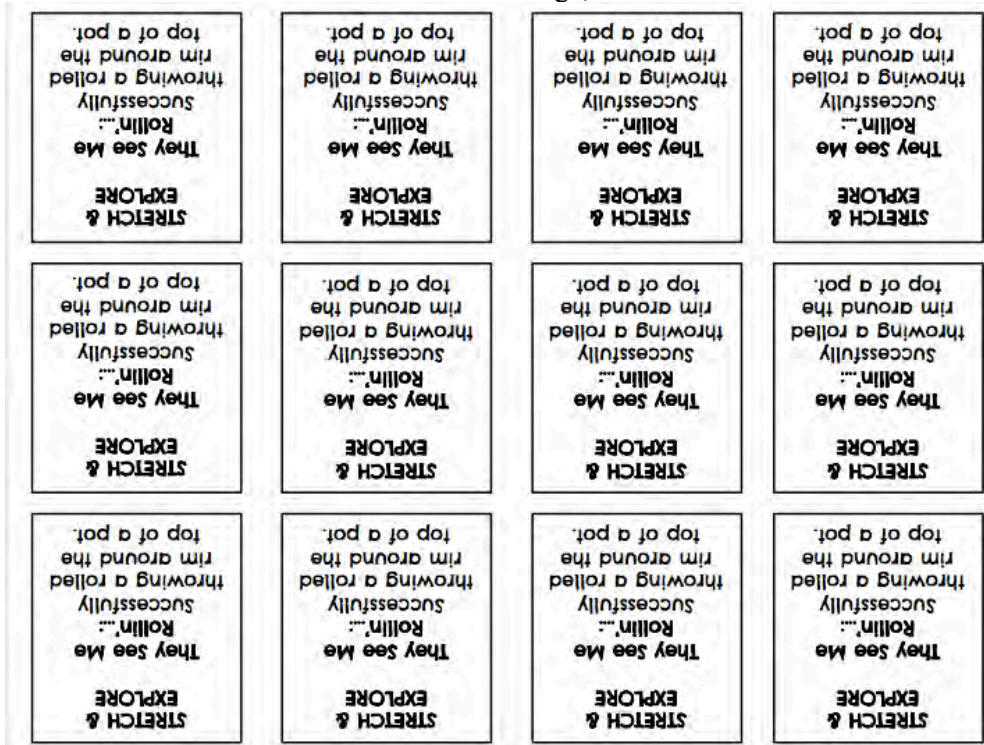 STRETCH &
EXPLORE
They See Me
Rollin'...:
Successfully
throwing a rolled
rim around the
top of a pot.
STRETCH &
EXPLORE
They See Me
Rollin'...:
Successfully
throwing a rolled
rim around the
top of a pot.
STRETCH &
EXPLORE
They See Me
Rollin'...:
Successfully
throwing a rolled
rim around the
top of a pot.
STRETCH &
EXPLORE
They See Me
Rollin'...:
Successfully
throwing a rolled
rim around the
top of a pot.
STRETCH &
EXPLORE
They See Me
Rollin'...:
Successfully
throwing a rolled
rim around the
top of a pot.
STRETCH &
EXPLORE
They See Me
Rollin'...:
Successfully
throwing a rolled
rim around the
top of a pot.
STRETCH &
EXPLORE
They See Me
Rollin'...:
Successfully
throwing a rolled
rim around the
top of a pot.
STRETCH &
EXPLORE
They See Me
Rollin'...:
Successfully
throwing a rolled
rim around the
top of a pot.
STRETCH &
EXPLORE
They See Me
Rollin'...:
Successfully
throwing a rolled
rim around the
top of a pot.
STRETCH &
EXPLORE
They See Me
Rollin'...:
Successfully
throwing a rolled
rim around the
top of a pot.
STRETCH &
EXPLORE
They See Me
Rollin'...:
Successfully
throwing a rolled
rim around the
top of a pot.
STRETCH &
EXPLORE
They See Me
Rollin'...:
Successfully
throwing a rolled
rim around the
top of a pot.